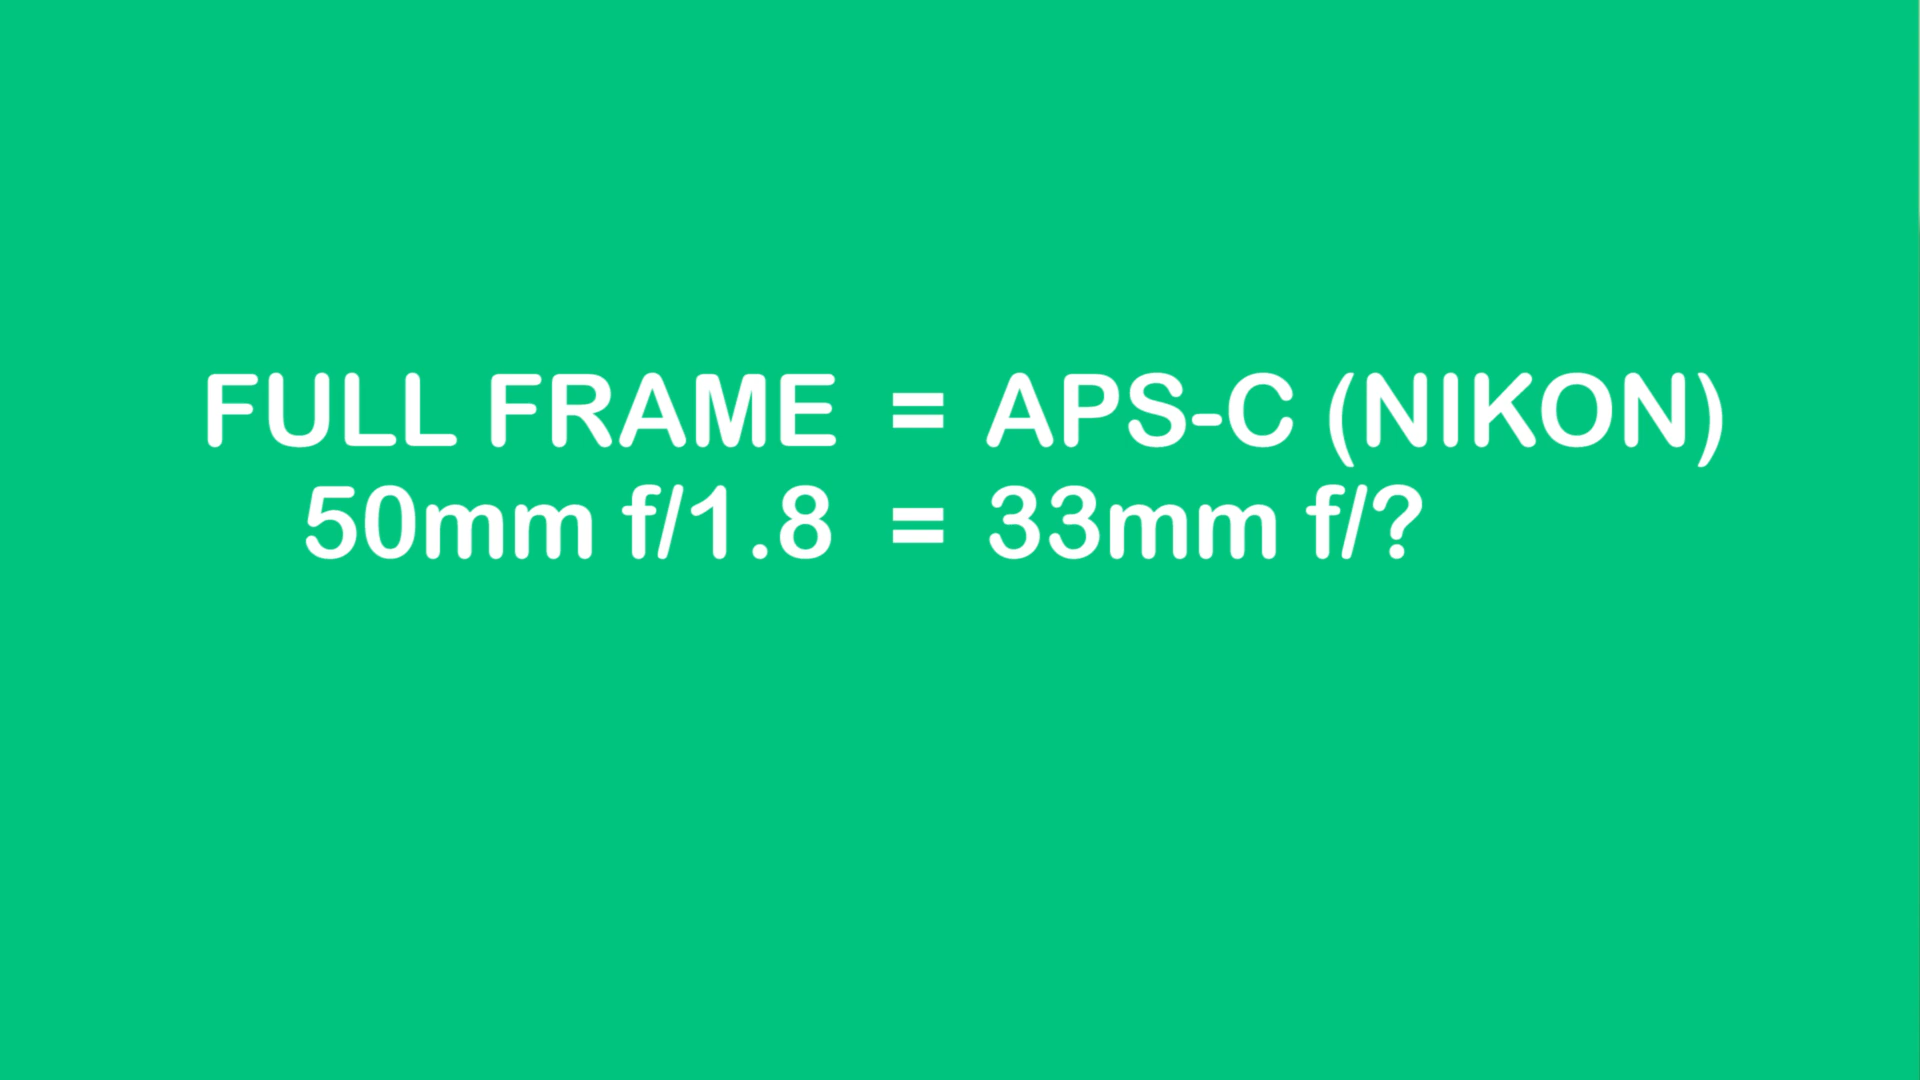 FULL FRAME = APS-C (NIKON)
50mm f/1.8 = 33mm f/?